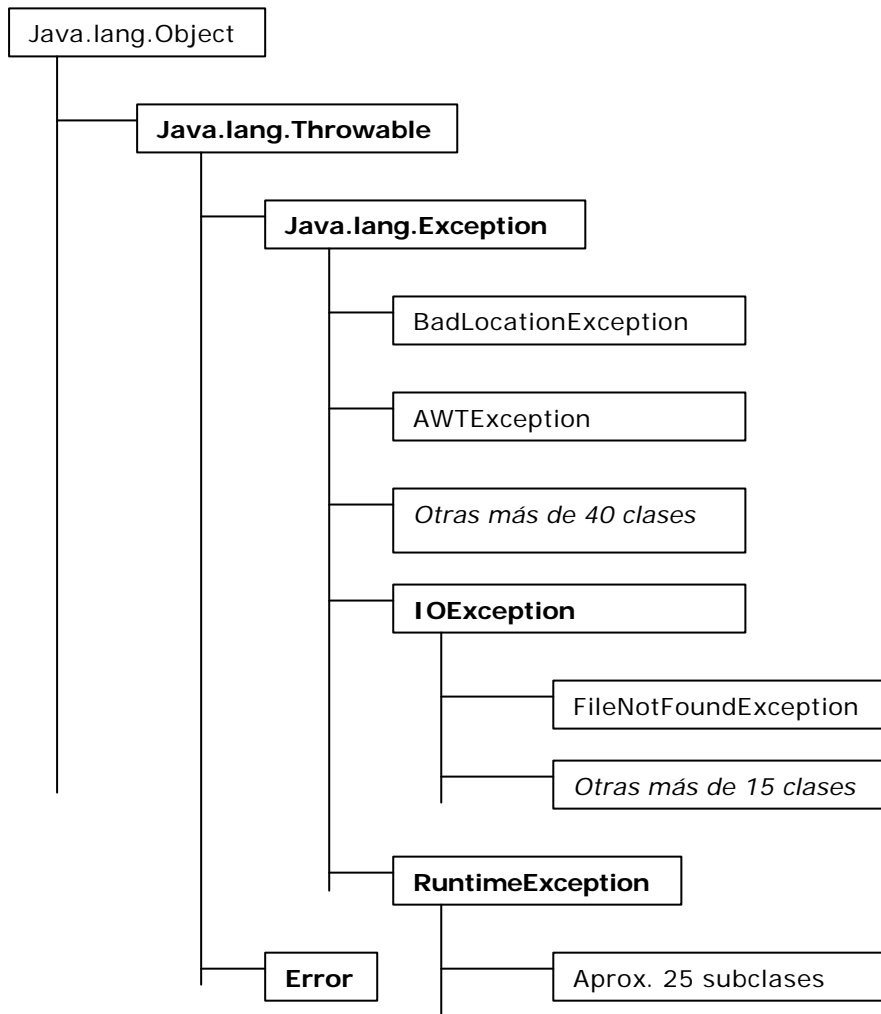 Java.lang.Object
Java.lang.Throwable
Java.lang.Exception
BadLocationException
AWTException
Otras más de 40 clases
IOException
FileNotFoundException
Otras más de 15 clases
RuntimeException
Error
Aprox. 25 subclases